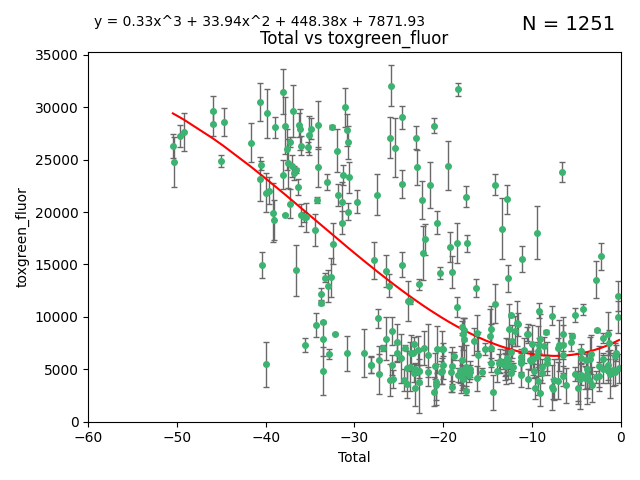 y = 0.33x^3 + 33.94x^2 + 448.38x + 7871.93
N = 1251
Total vs toxgreen_fluor
35000
30000
25000
20000
15000
10000
5000
0
toxgreen_fluor
−60 −50 −40 −30 −20 −10 0
Total